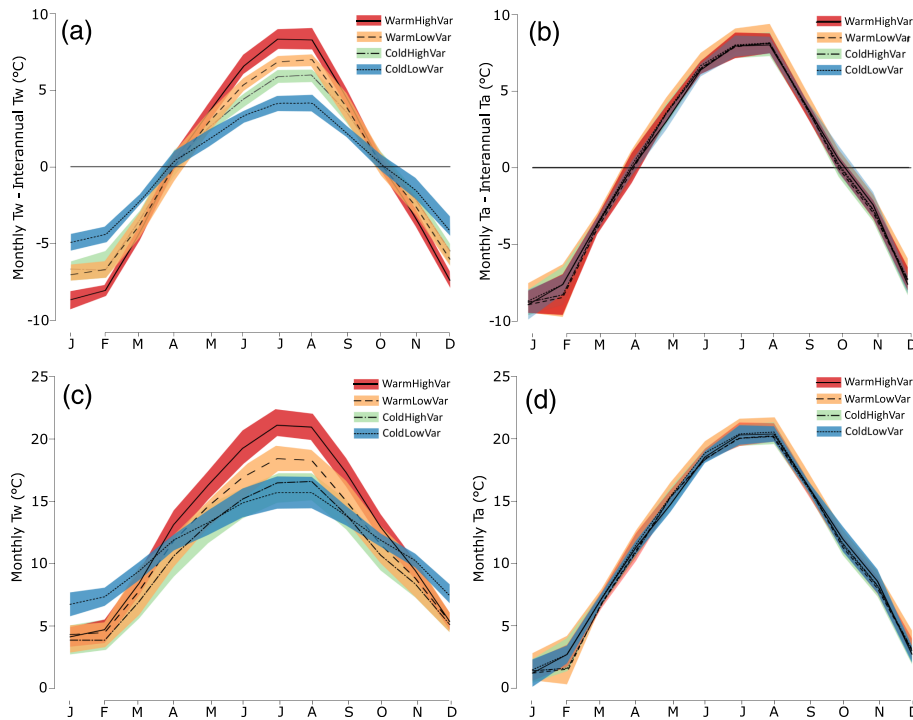 (a)
WarmHighVar
WarmLowVar
ColdHighVar
ColdLowVar
Monthly Tw - Interannual Tw (°C)
10
5
0
-5
-10
J F M A M J J A S O N D
(b)
WarmHighVar
WarmLowVar
ColdHighVar
ColdLowVar
Monthly Ta - Interannual Ta (°C)
10
5
0
-5
-10
J F M A M J J A S O N D
(c)
WarmHighVar
WarmLowVar
ColdHighVar
ColdLowVar
Monthly Tw (°C)
25
20
15
10
5
0
J F M A M J J A S O N D
(d)
WarmHighVar
WarmLowVar
ColdHighVar
ColdLowVar
Monthly Ta (°C)
25
20
15
10
5
0
J F M A M J J A S O N D